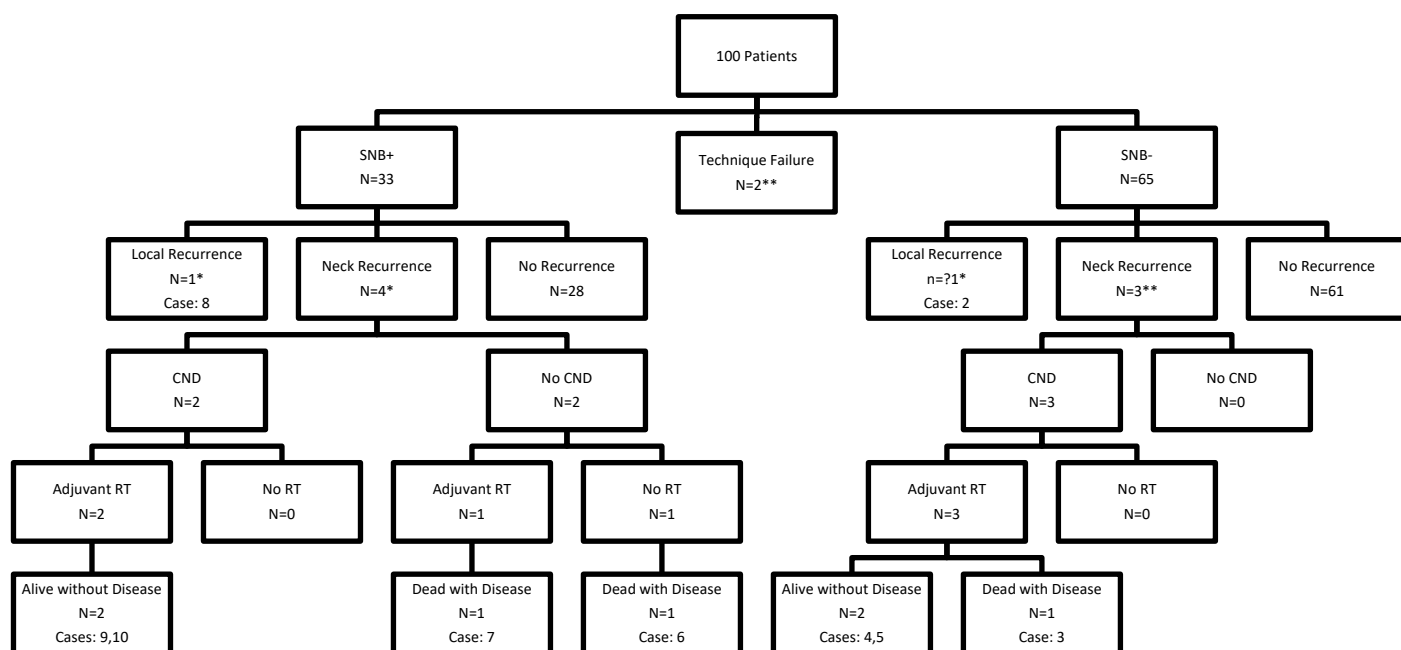 100 Patients
SNB+
N=33
Technique Failure
N=2**
SNB-
N=65
Local Recurrence
N=1*
Case: 8
Neck Recurrence
N=4*
No Recurrence
N=28
Local Recurrence
n=?1*
Case: 2
Neck Recurrence
N=3**
No Recurrence
N=61
CND
N=2
No CND
N=2
CND
N=3
No CND
N=0
Adjuvant RT
N=2
No RT
N=0
Adjuvant RT
N=1
No RT
N=1
Adjuvant RT
N=3
No RT
N=0
Alive without Disease
N=2
Cases: 9,10
Dead with Disease
N=1
Case: 7
Dead with Disease
N=1
Case: 6
Alive without Disease
N=2
Cases: 4,5
Dead with Disease
N=1
Case: 3